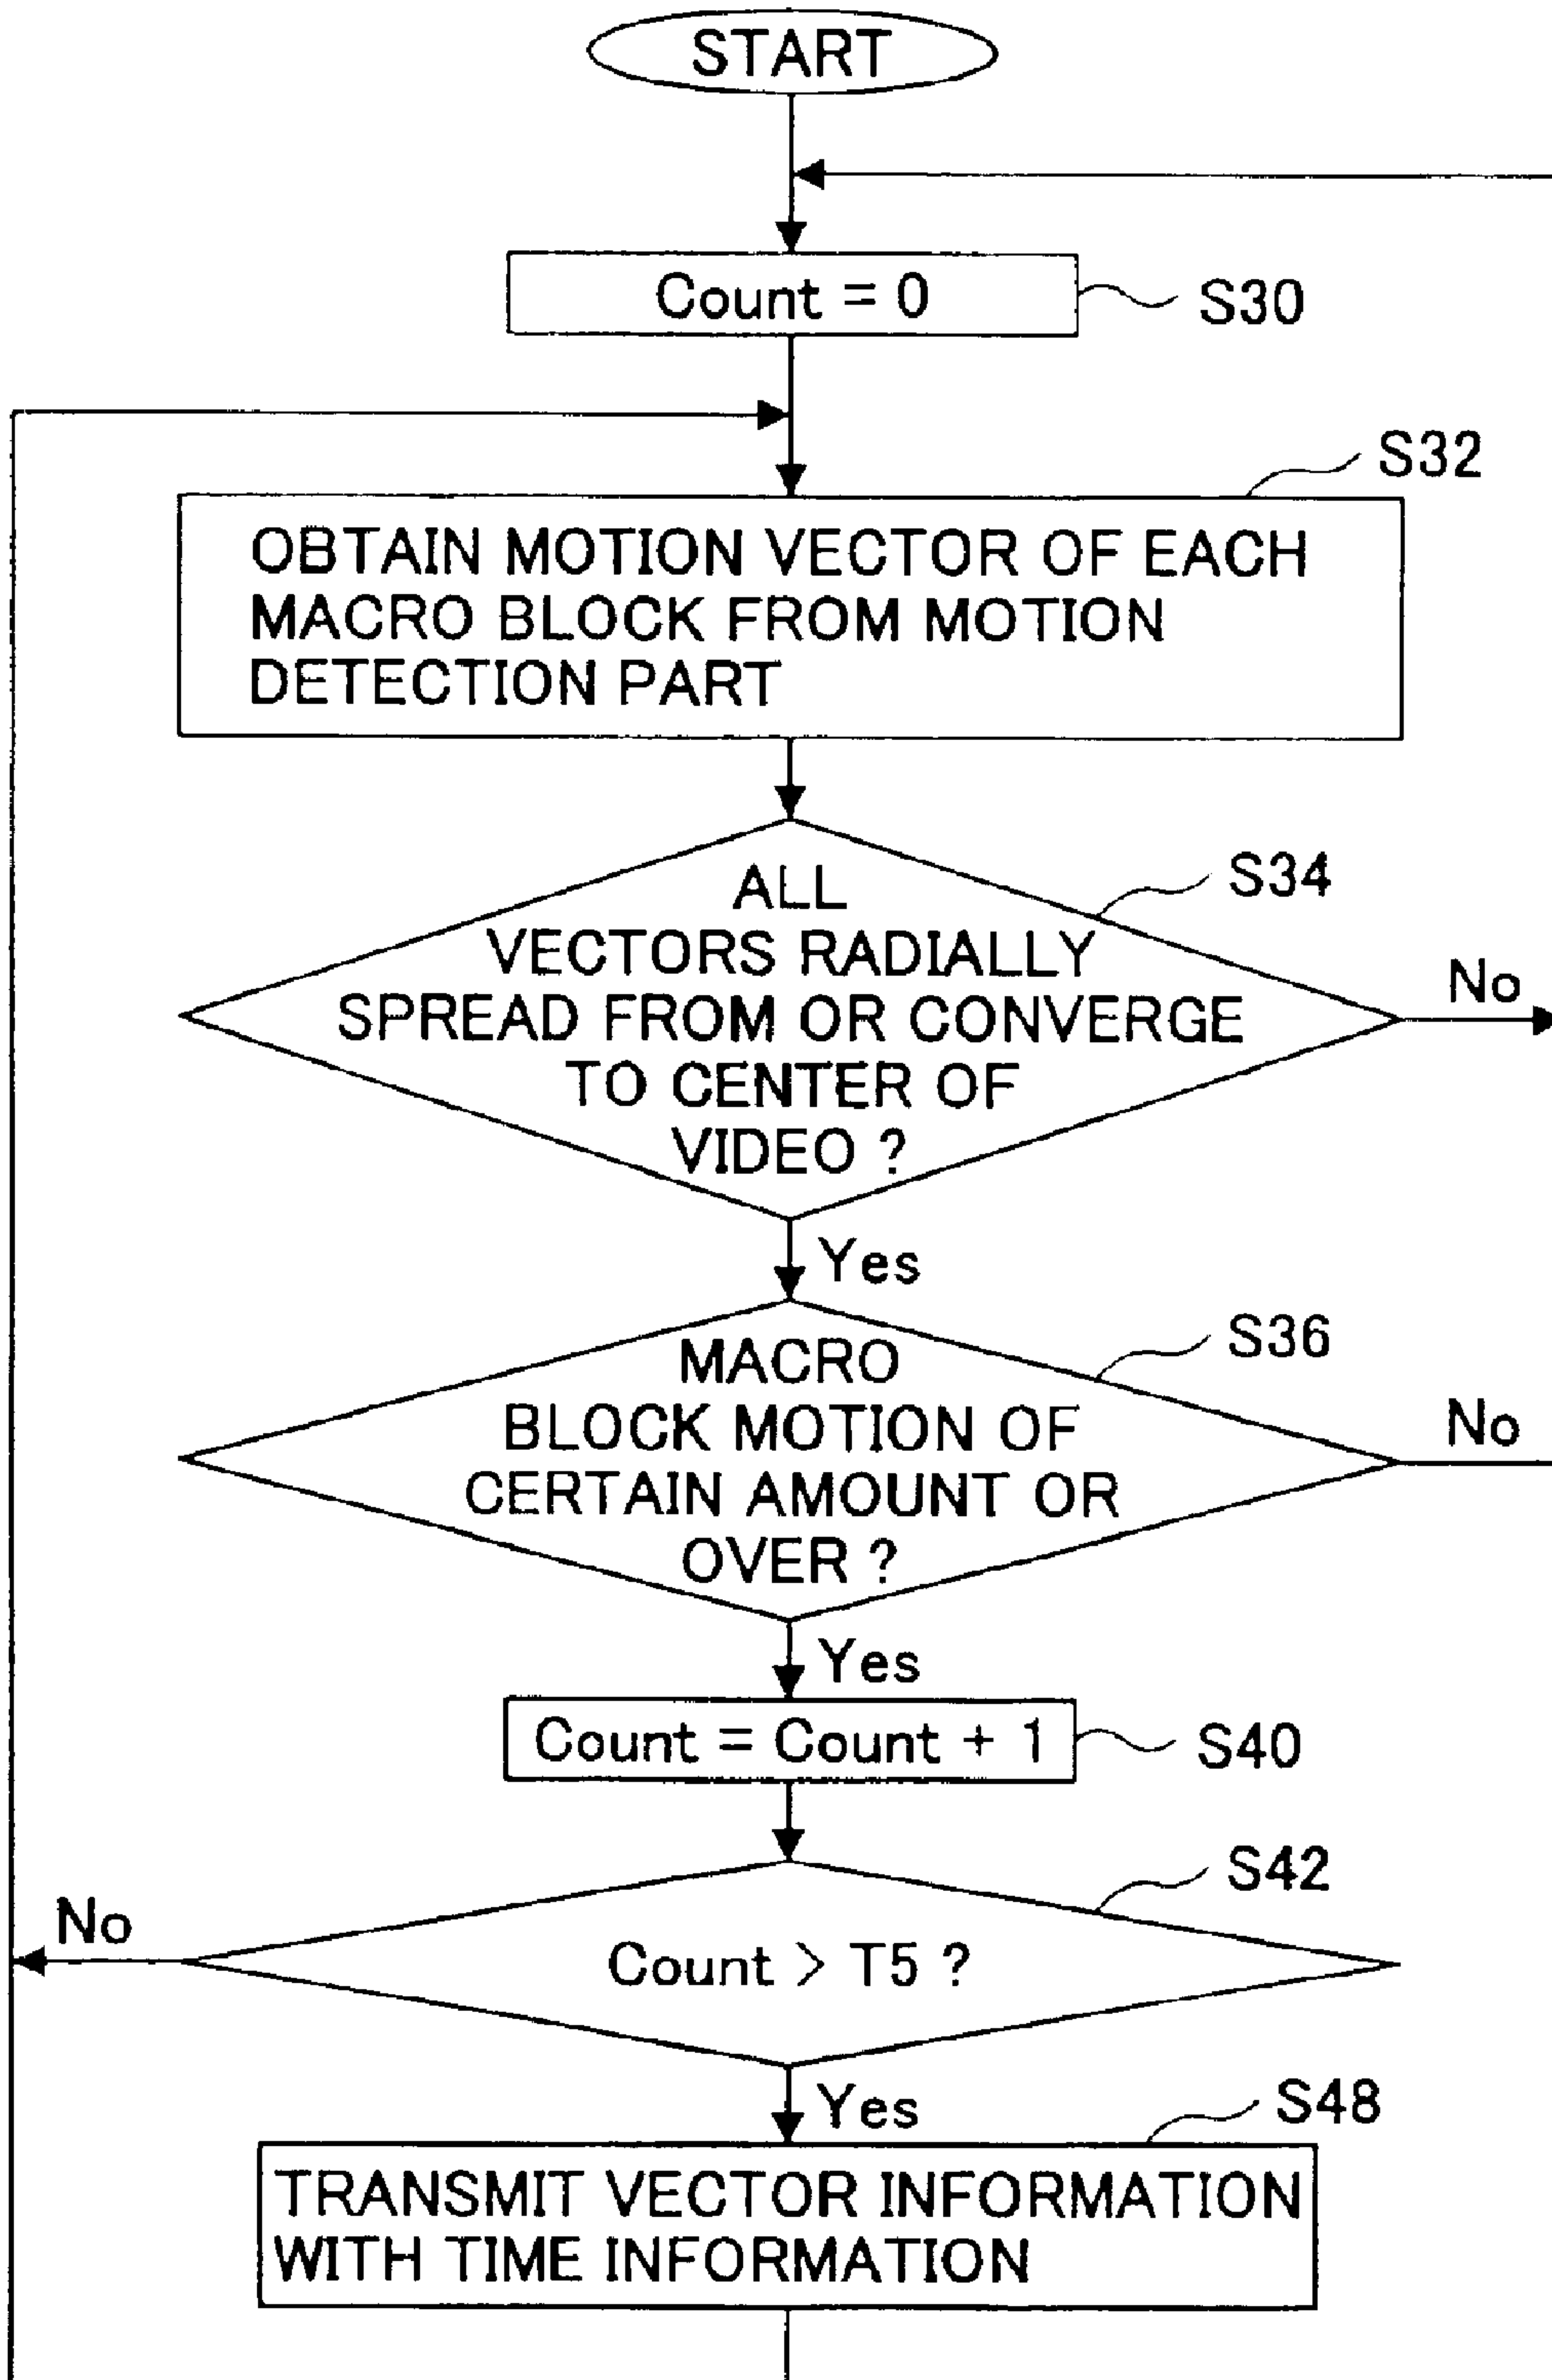 START
Count = 0
S30
S32
OBTAIN MOTION VECTOR OF EACH
MACRO BLOCK FROM MOTION
DETECTION PART
S34
ALL
VECTORS RADIALLY
SPREAD FROM OR CONVERGE
TO CENTER OF
VIDEO ?
No
Yes
S36
MACRO
BLOCK MOTION OF
CERTAIN AMOUNT OR
OVER ?
No
Yes
Count = Count + 1
S40
S42
No
Count > T5 ?
Yes
S48
TRANSMIT VECTOR INFORMATION
WITH TIME INFORMATION